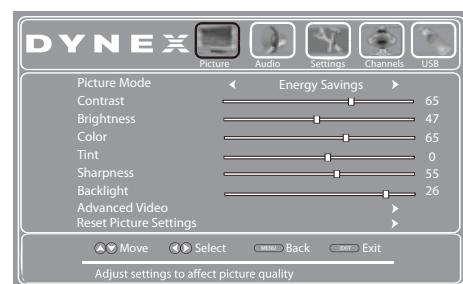 DYNEX
Picture Audio Settings Channels USB
Picture Mode Energy Savings
Contrast 65
Brightness 47
Color 65
Tint 0
Sharpness 55
Backlight 26
Advanced Video
Reset Picture Settings
Move Select MENU Back EXIT Exit
Adjust settings to affect picture quality